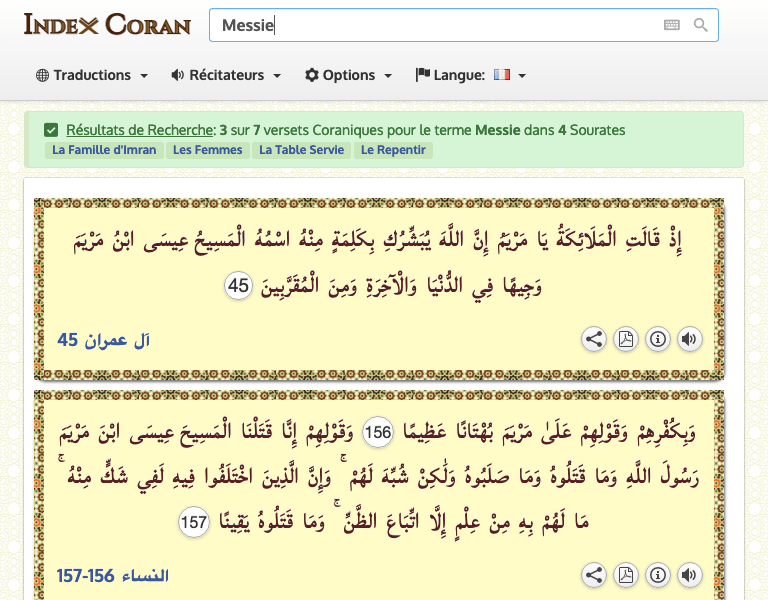 INDEX CORAN
Messie
Traductions
Récitateurs
Options
Langue:
Résultats de Recherche: 3 sur 7 versets Coraniques pour le terme Messie dans 4 Sourates
La Famille d'Imran Les Femmes La Table Servie Le Repentir
إِذْ قَالَتِ الْمَلَائِكَةُ يَا مَرْيَمُ إِنَّ اللَّهَ يُبَشِّرُكِ بِكَلِمَةٍ مِنْهُ اسْمُهُ الْمَسِيحُ عِيسَى ابْنُ مَرْيَمَ
وَجِيهًا فِي الدُّنْيَا وَالْآخِرَةِ وَمِنَ الْمُقَرَّبِينَ 45
آل عمران 45
وَبِكُفْرِهِمْ وَقَوْلِهِمْ عَلَىٰ مَرْيَمَ بُهْتَانًا عَظِيمًا 156 وَقَوْلِهِمْ إِنَّا قَتَلْنَا الْمَسِيحَ عِيسَى ابْنَ مَرْيَمَ
رَسُولَ اللَّهِ وَمَا قَتَلُوهُ وَمَا صَلَبُوهُ وَلَٰكِنْ شُبِّهَ لَهُمْ ۚ وَإِنَّ الَّذِينَ اخْتَلَفُوا فِيهِ لَفِي شَكٍّ مِنْهُ ۚ
مَا لَهُمْ بِهِ مِنْ عِلْمٍ إِلَّا اتِّبَاعَ الظَّنِّ ۚ وَمَا قَتَلُوهُ يَقِينًا 157
النساء 156-157